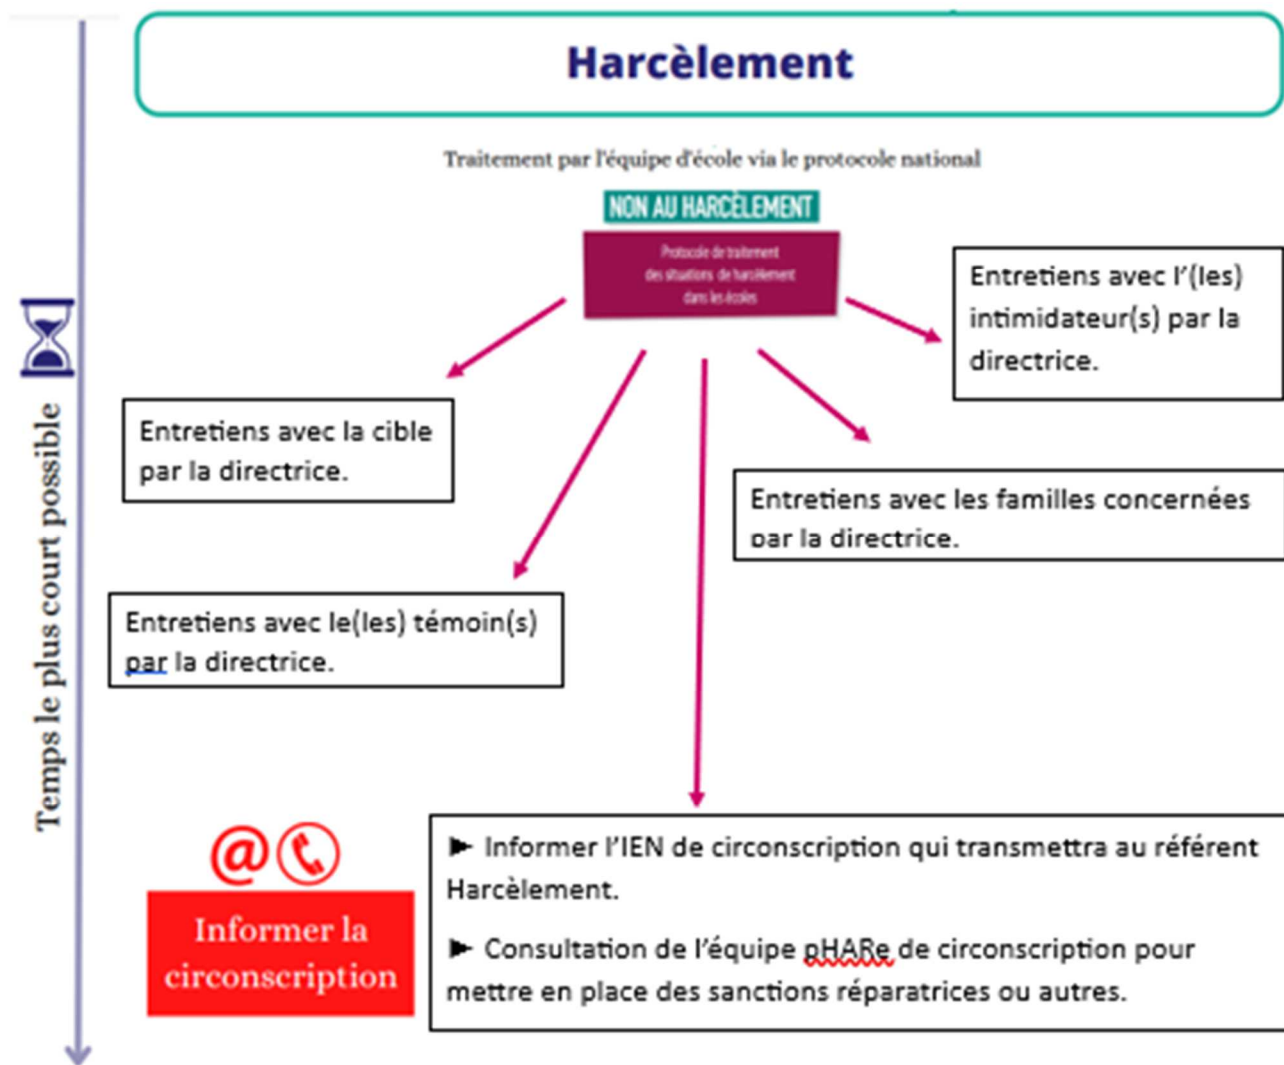 Harcèlement
Traitement par l'équipe d'école via le protocole national
NON AU HARCÈLEMENT
Protocole de traitement
des situations de harcèlement
dans les écoles
Entretiens avec l'(les)
intimidateur(s) par la
directrice.
Entretiens avec la cible
par la directrice.
Entretiens avec les familles concernées
par la directrice.
Entretiens avec le(les) témoin(s)
par la directrice.
Temps le plus court possible
@
Informer la
circonscription
► Informer l'IEN de circonscription qui transmettra au référent
Harcèlement.
► Consultation de l'équipe pHARe de circonscription pour
mettre en place des sanctions réparatrices ou autres.